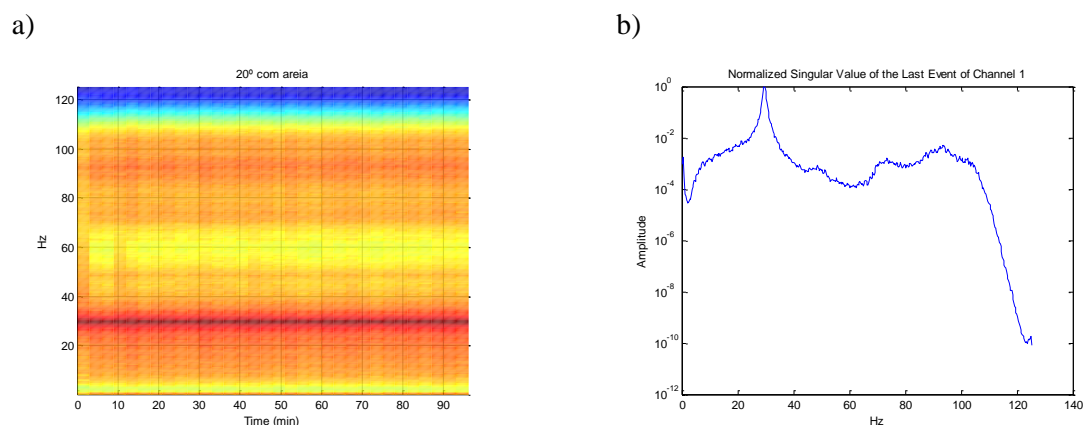 a)
b)
20º com areia
120
100
80
60
40
20
Hz
0 10 20 30 40 50 60 70 80 90
Time (min)
Normalized Singular Value of the Last Event of Channel 1
10^0
10^-2
10^-4
10^-6
10^-8
10^-10
10^-12
Amplitude
0 20 40 60 80 100 120 140
Hz